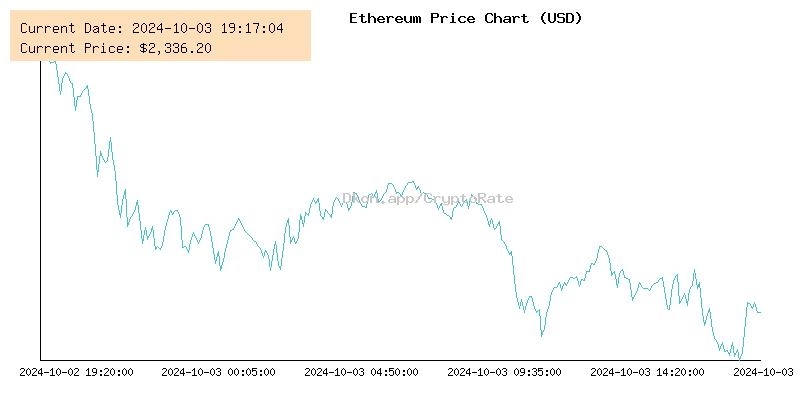 Ethereum Price Chart (USD)
Current Date: 2024-10-03 19:17:04
Current Price: $2,336.20
Dkon.app/CryptoRate
2024-10-02 19:20:00 2024-10-03 00:05:00 2024-10-03 04:50:00 2024-10-03 09:35:00 2024-10-03 14:20:00 2024-10-03